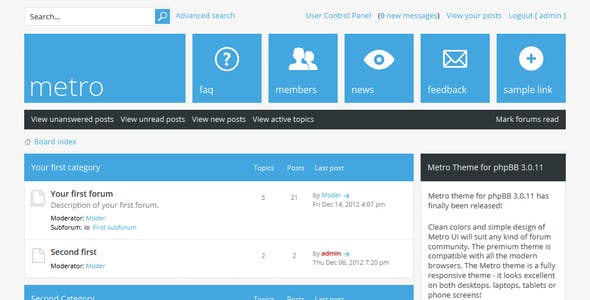 Search...
Advanced search
User Control Panel (0 new messages) View your posts Logout [ admin ]
metro
faq
members
news
feedback
sample link
View unanswered posts View unread posts View new posts View active topics Mark forums read
Board index
Your first category Topics Posts Last post
Your first forum
Description of your first forum.
Moderator: Moder
Subforum: First subforum
5 21
by Moder
Fri Dec 14, 2012 4:07 pm
Second first
Moderator: Moder
2 2
by admin
Thu Dec 06, 2012 7:20 pm
Second Category Topics Posts Last post
Metro Theme for phpBB 3.0.11
Metro theme for phpBB 3.0.11 has
finally been released!
Clean colors and simple design of
Metro UI will suit any kind of forum
community. The premium theme is
compatible with all the modern
browsers. The Metro theme is a fully
responsive theme - it looks excellent
on both desktops, laptops, tablets or
phone screens!